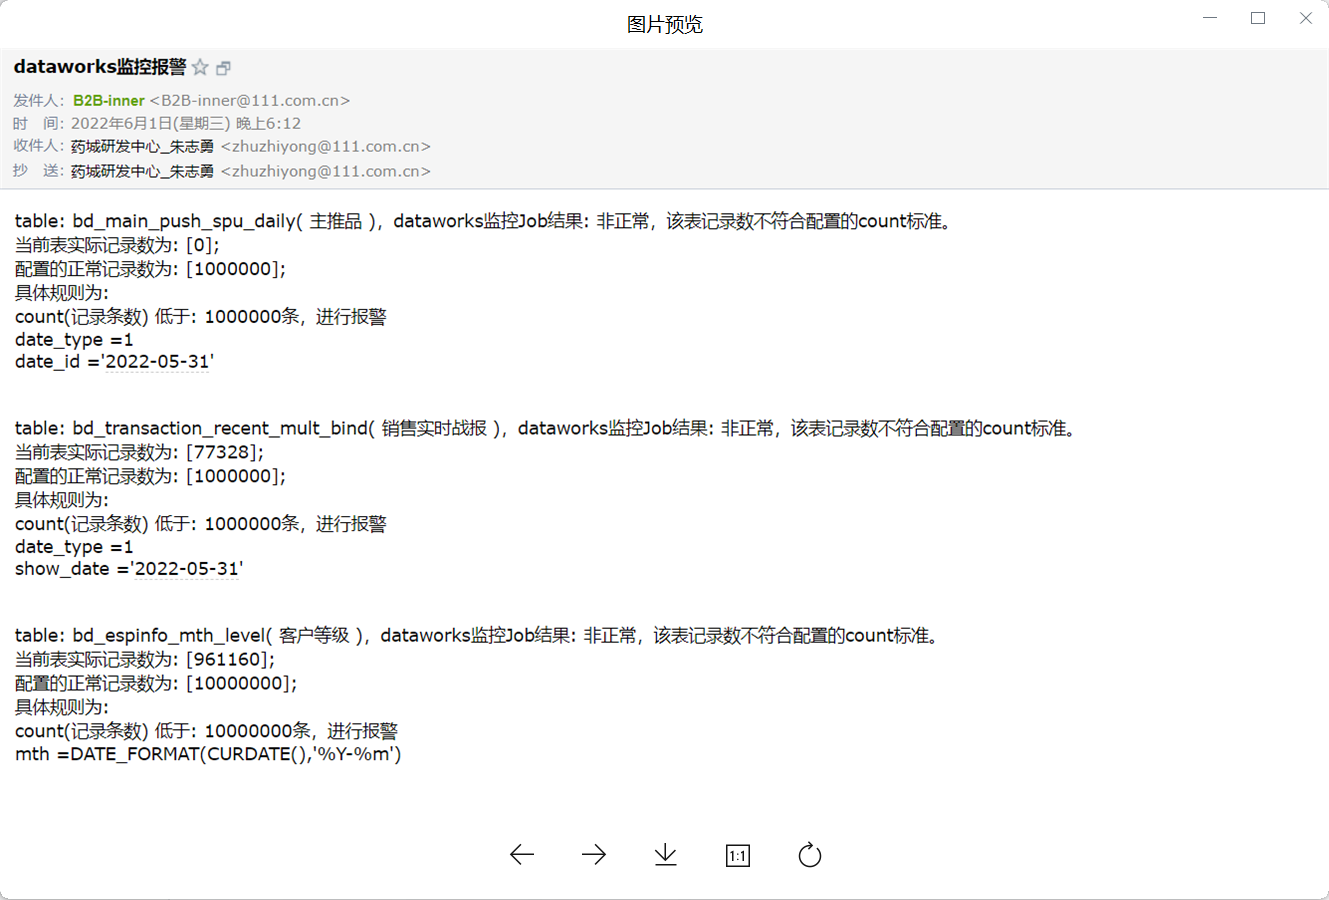 图片预览
dataworks监控报警
发件人: B2B-inner <B2B-inner@111.com.cn>
时 间: 2022年6月1日(星期三) 晚上6:12
收件人: 药城研发中心_朱志勇 <zhuzhiyong@111.com.cn>
抄 送: 药城研发中心_朱志勇 <zhuzhiyong@111.com.cn>
table: bd_main_push_spu_daily( 主推品 ), dataworks监控Job结果: 非正常, 该表记录数不符合配置的count标准。
当前表实际记录数为: [0];
配置的正常记录数为: [1000000];
具体规则为:
count(记录条数) 低于: 1000000条, 进行报警
date_type =1
date_id ='2022-05-31'
table: bd_transaction_recent_mult_bind( 销售实时战报 ), dataworks监控Job结果: 非正常, 该表记录数不符合配置的count标准。
当前表实际记录数为: [77328];
配置的正常记录数为: [1000000];
具体规则为:
count(记录条数) 低于: 1000000条, 进行报警
date_type =1
show_date ='2022-05-31'
table: bd_espinfo_mth_level( 客户等级 ), dataworks监控Job结果: 非正常, 该表记录数不符合配置的count标准。
当前表实际记录数为: [961160];
配置的正常记录数为: [10000000];
具体规则为:
count(记录条数) 低于: 10000000条, 进行报警
mth =DATE_FORMAT(CURDATE(),'%Y-%m')
1:1